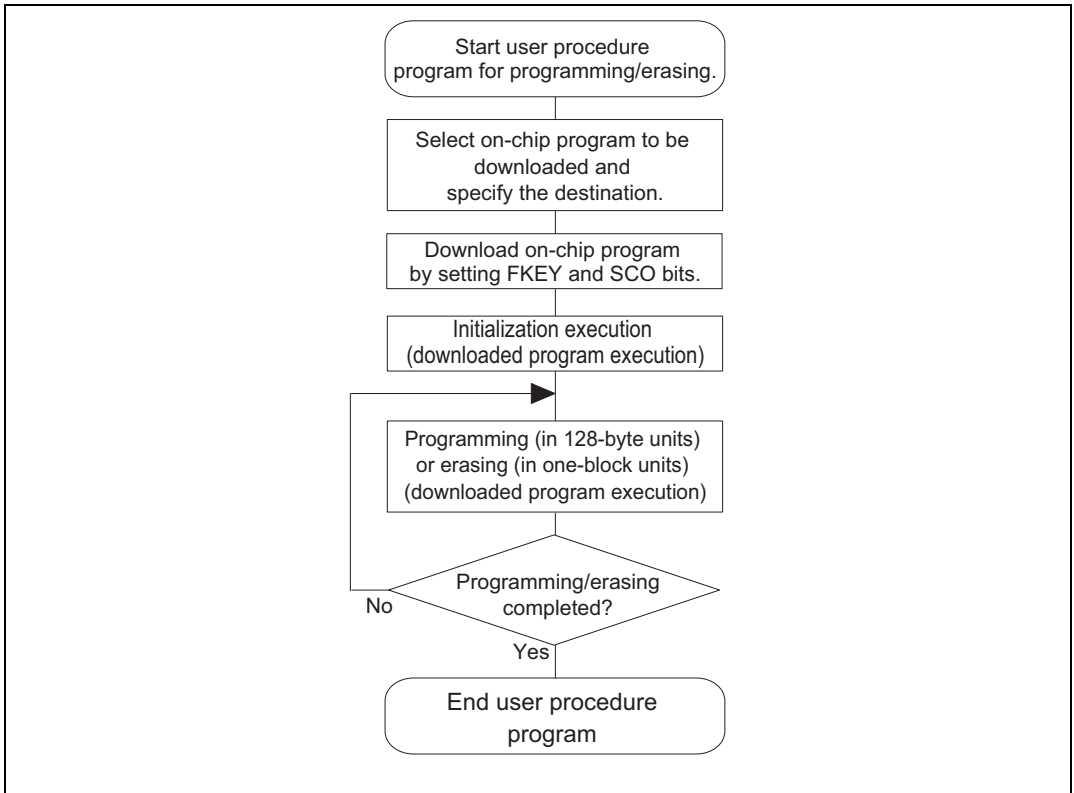 Start user procedure
program for programming/erasing.
Select on-chip program to be
downloaded and
specify the destination.
Download on-chip program
by setting FKEY and SCO bits.
Initialization execution
(downloaded program execution)
Programming (in 128-byte units)
or erasing (in one-block units)
(downloaded program execution)
Programming/erasing
completed?
No
Yes
End user procedure
program